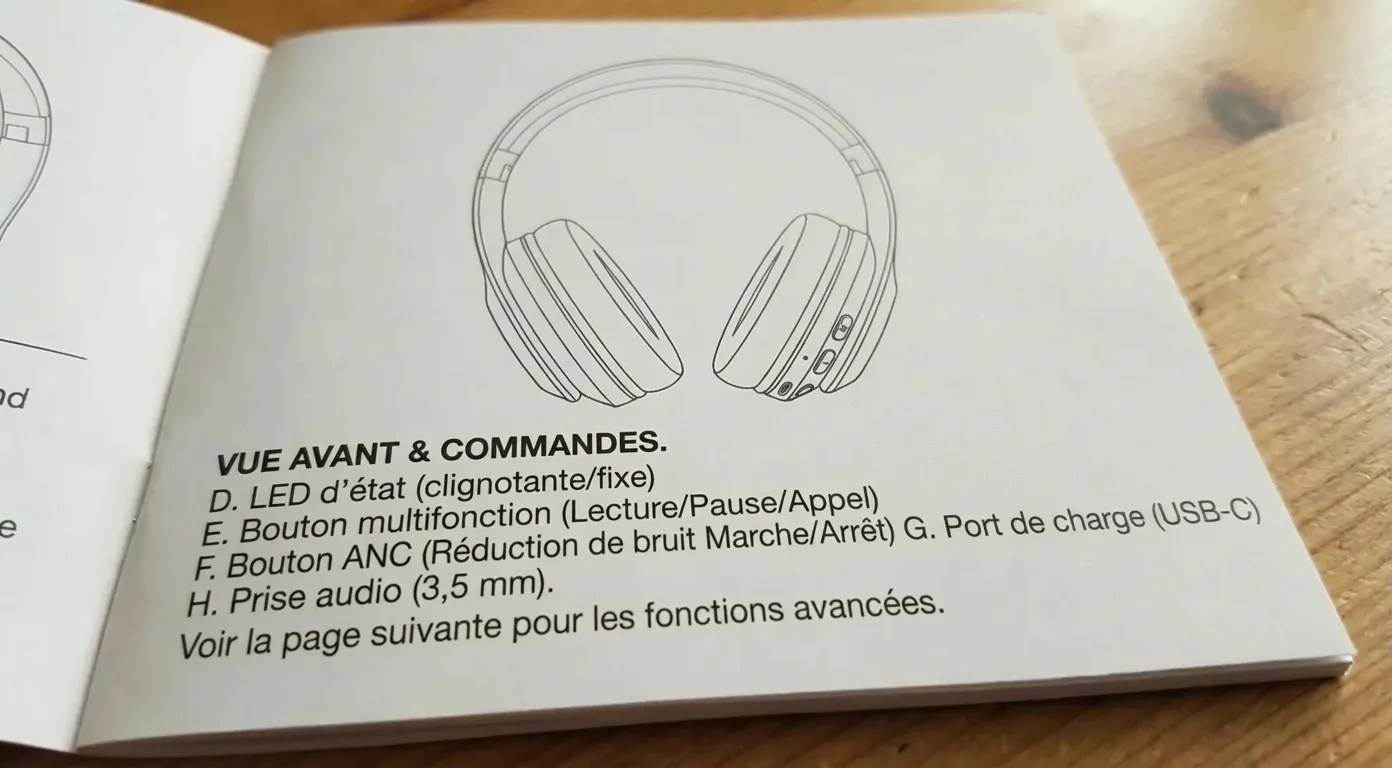 nd
e
VUE AVANT & COMMANDES.
D. LED d'état (clignotante/fixe)
E. Bouton multifonction (Lecture/Pause/Appel)
F. Bouton ANC (Réduction de bruit Marche/Arrêt) G. Port de charge (USB-C)
H. Prise audio (3,5 mm).
Voir la page suivante pour les fonctions avancées.